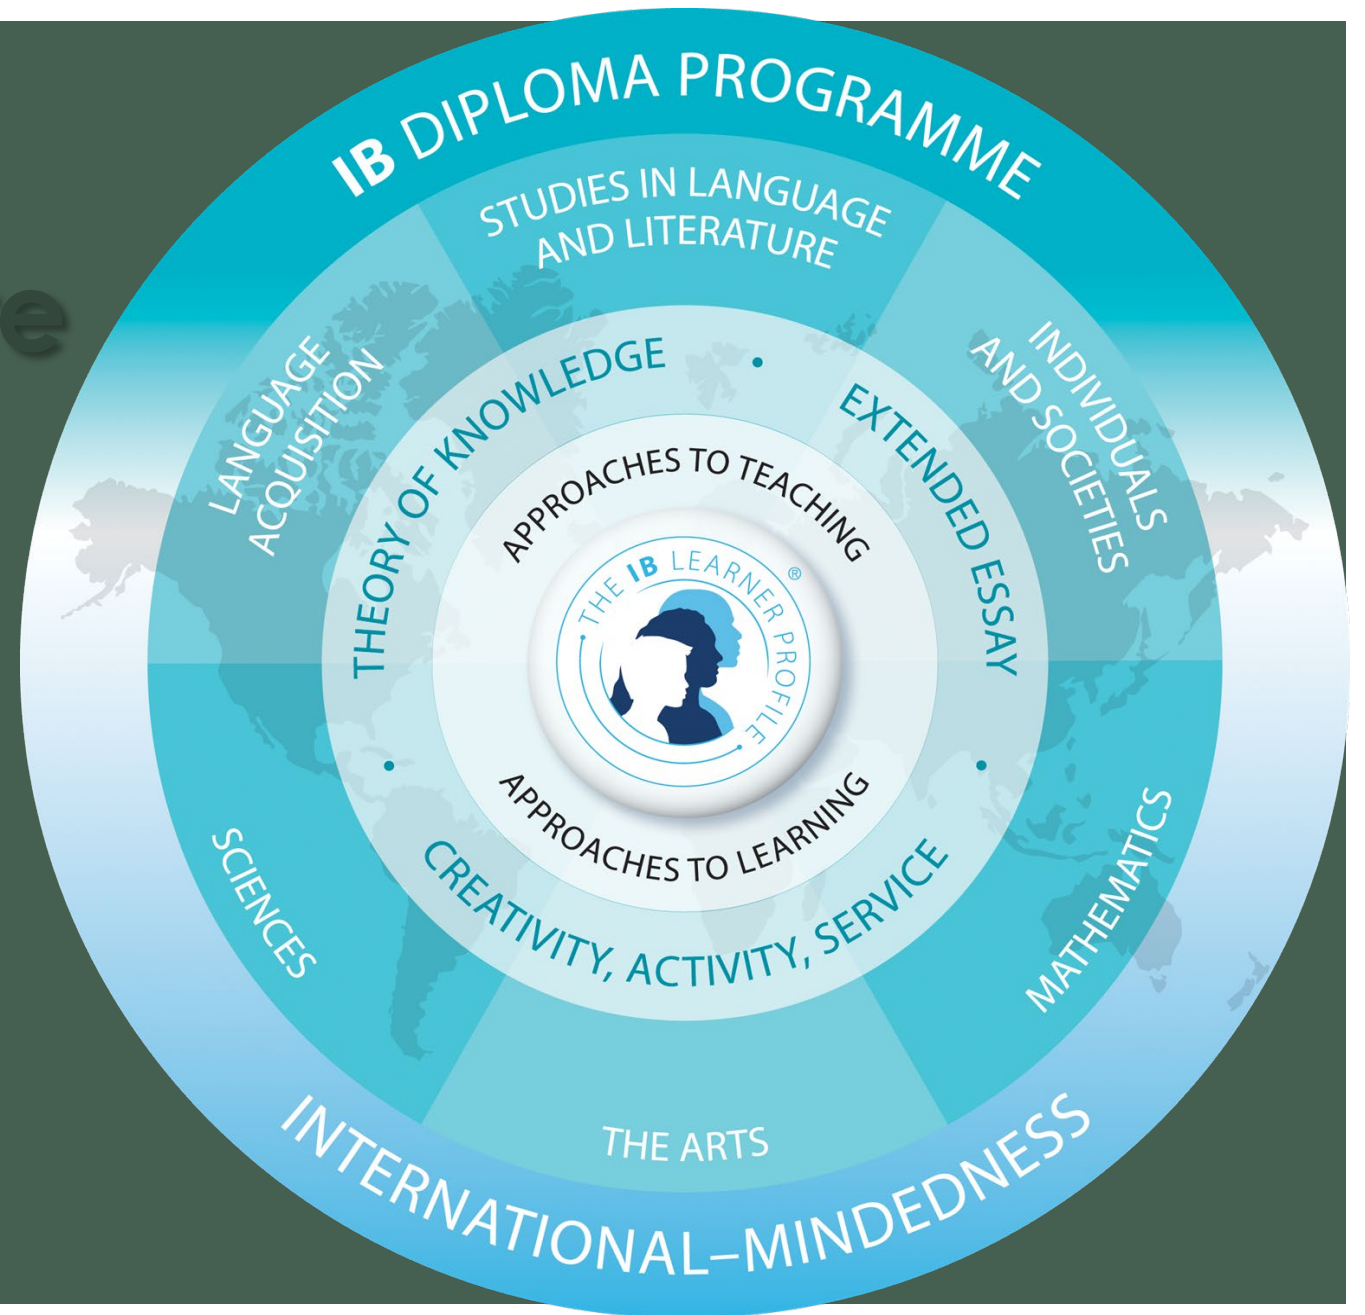 IB DIPLOMA PROGRAMME
STUDIES IN LANGUAGE
AND LITERATURE
LANGUAGE
ACQUISITION
INDIVIDUALS
AND SOCIETIES
THEORY OF KNOWLEDGE
•
EXTENDED ESSAY
•
APPROACHES TO TEACHING
THE IB LEARNER PROFILE
®
APPROACHES TO LEARNING
•
CREATIVITY, ACTIVITY, SERVICE
SCIENCES
MATHEMATICS
THE ARTS
INTERNATIONAL–MINDEDNESS